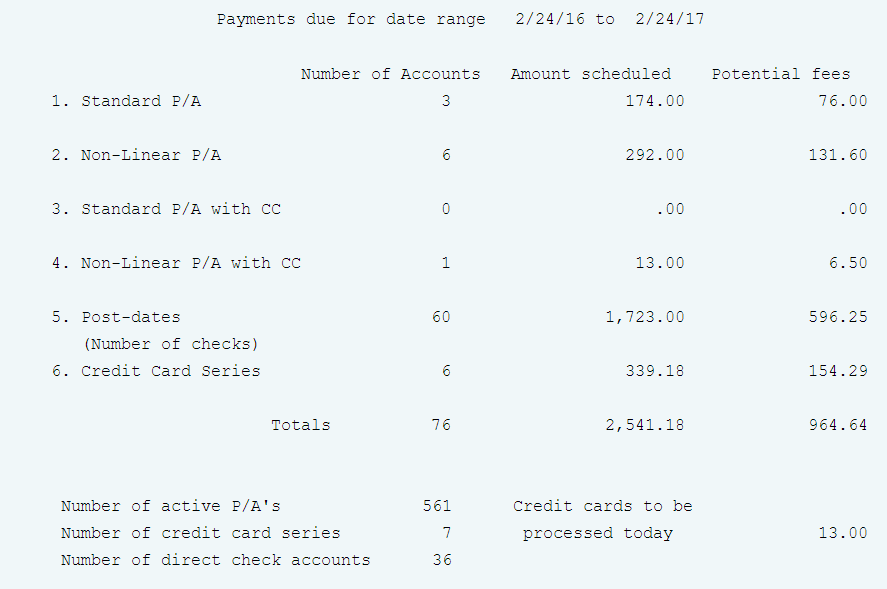 Payments due for date range 2/24/16 to 2/24/17
Number of Accounts Amount scheduled Potential fees
1. Standard P/A 3 174.00 76.00
2. Non-Linear P/A 6 292.00 131.60
3. Standard P/A with CC 0 .00 .00
4. Non-Linear P/A with CC 1 13.00 6.50
5. Post-dates 60 1,723.00 596.25
(Number of checks)
6. Credit Card Series 6 339.18 154.29
Totals 76 2,541.18 964.64
Number of active P/A's 561 Credit cards to be
Number of credit card series 7 processed today 13.00
Number of direct check accounts 36